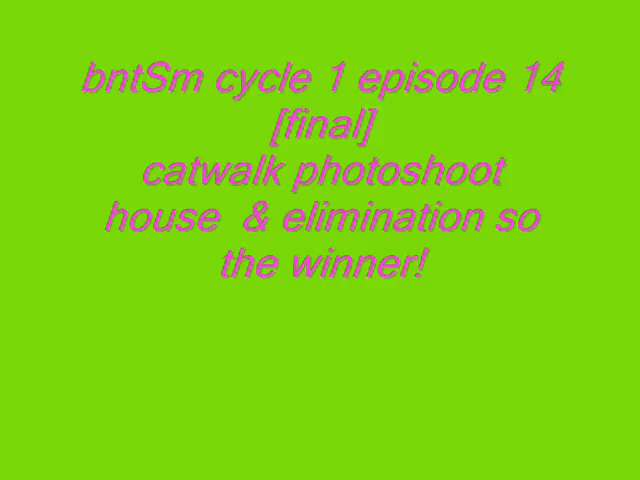 bntSm cycle 1 episode 14
[final]
catwalk photoshoot
house & elimination so
the winner!